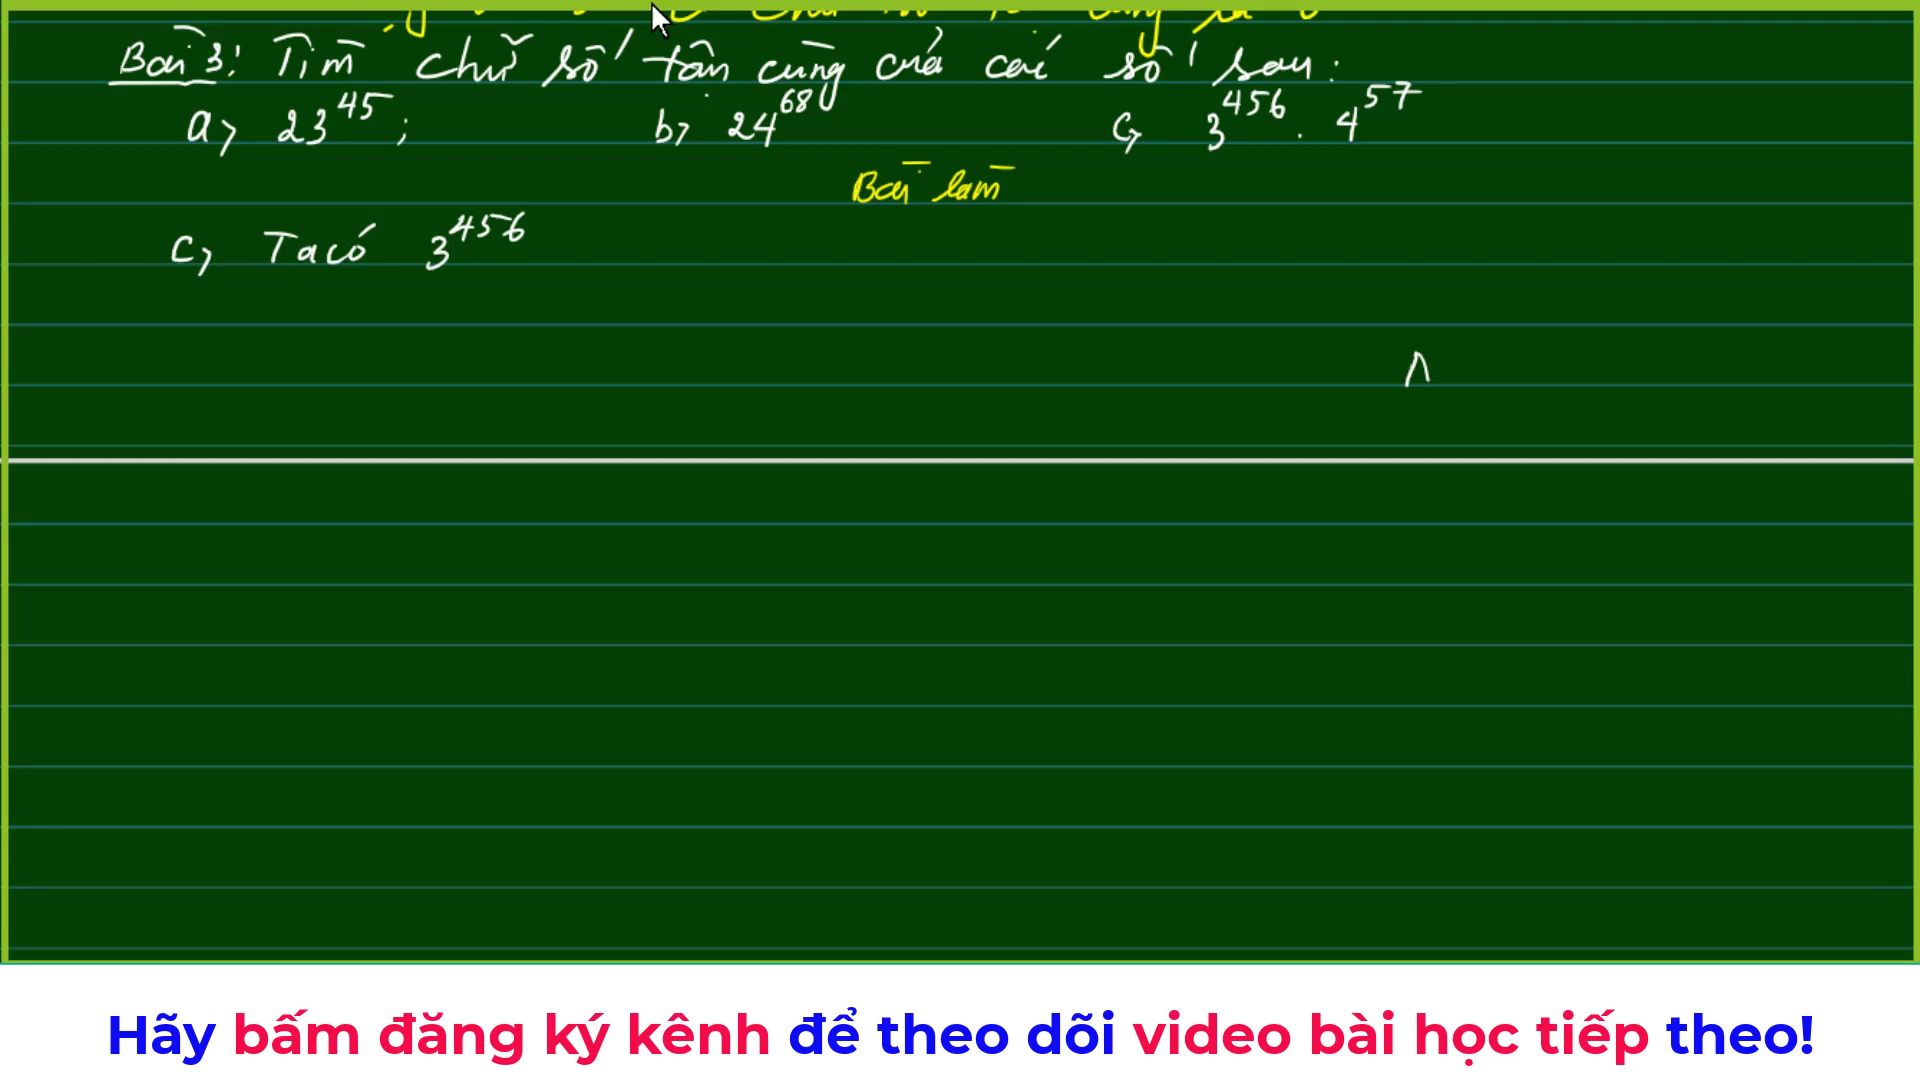 Bài 3: Tìm chữ số tận cùng của các số sau:
a, 23^45; b, 24^68 c, 3^456 . 4^57
Bài làm
c, Ta có 3^456
Hãy bấm đăng ký kênh để theo dõi video bài học tiếp theo!